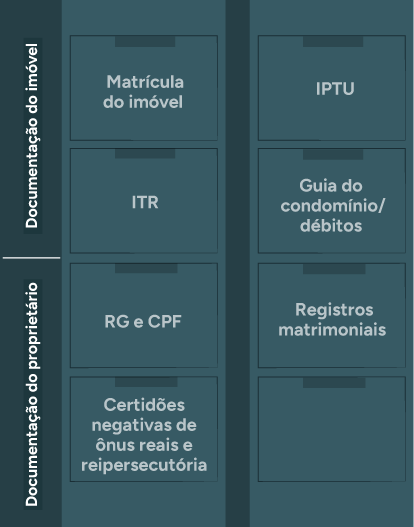 Documentação do imóvel
Matrícula
do imóvel
IPTU
ITR
Guia do
condomínio/
débitos
Documentação do proprietário
RG e CPF
Registros
matrimoniais
Certidões
negativas de
ônus reais e
reipersecutória